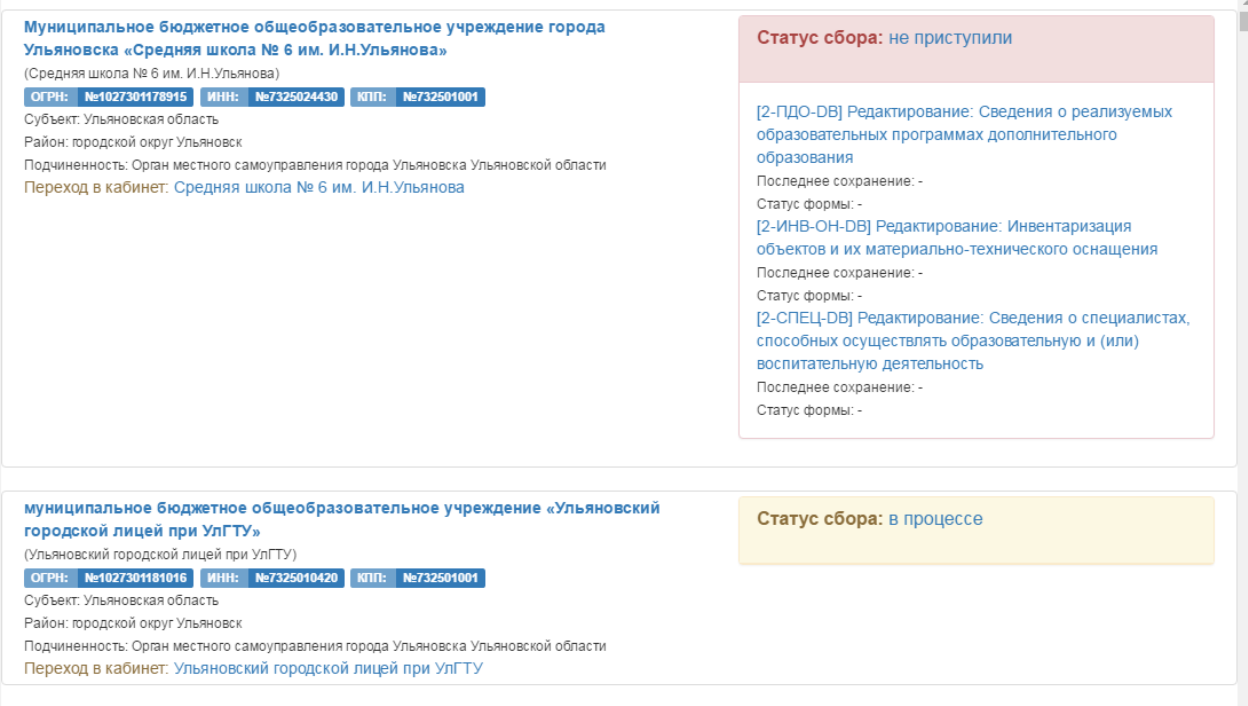 Муниципальное бюджетное общеобразовательное учреждение города
Ульяновска «Средняя школа № 6 им. И.Н.Ульянова»
(Средняя школа № 6 им. И.Н.Ульянова)
ОГРН: №1027301178915 ИНН: №7325024430 КПП: №732501001
Субъект: Ульяновская область
Район: городской округ Ульяновск
Подчиненность: Орган местного самоуправления города Ульяновска Ульяновской области
Переход в кабинет: Средняя школа № 6 им. И.Н.Ульянова
Статус сбора: не приступили
[2-ПДО-DB] Редактирование: Сведения о реализуемых
образовательных программах дополнительного
образования
Последнее сохранение: -
Статус формы: -
[2-ИНВ-ОН-DB] Редактирование: Инвентаризация
объектов и их материально-технического оснащения
Последнее сохранение: -
Статус формы: -
[2-СПЕЦ-DB] Редактирование: Сведения о специалистах,
способных осуществлять образовательную и (или)
воспитательную деятельность
Последнее сохранение: -
Статус формы: -
муниципальное бюджетное общеобразовательное учреждение «Ульяновский
городской лицей при УлГТУ»
(Ульяновский городской лицей при УлГТУ)
ОГРН: №1027301181016 ИНН: №7325010420 КПП: №732501001
Субъект: Ульяновская область
Район: городской округ Ульяновск
Подчиненность: Орган местного самоуправления города Ульяновска Ульяновской области
Переход в кабинет: Ульяновский городской лицей при УлГТУ
Статус сбора: в процессе